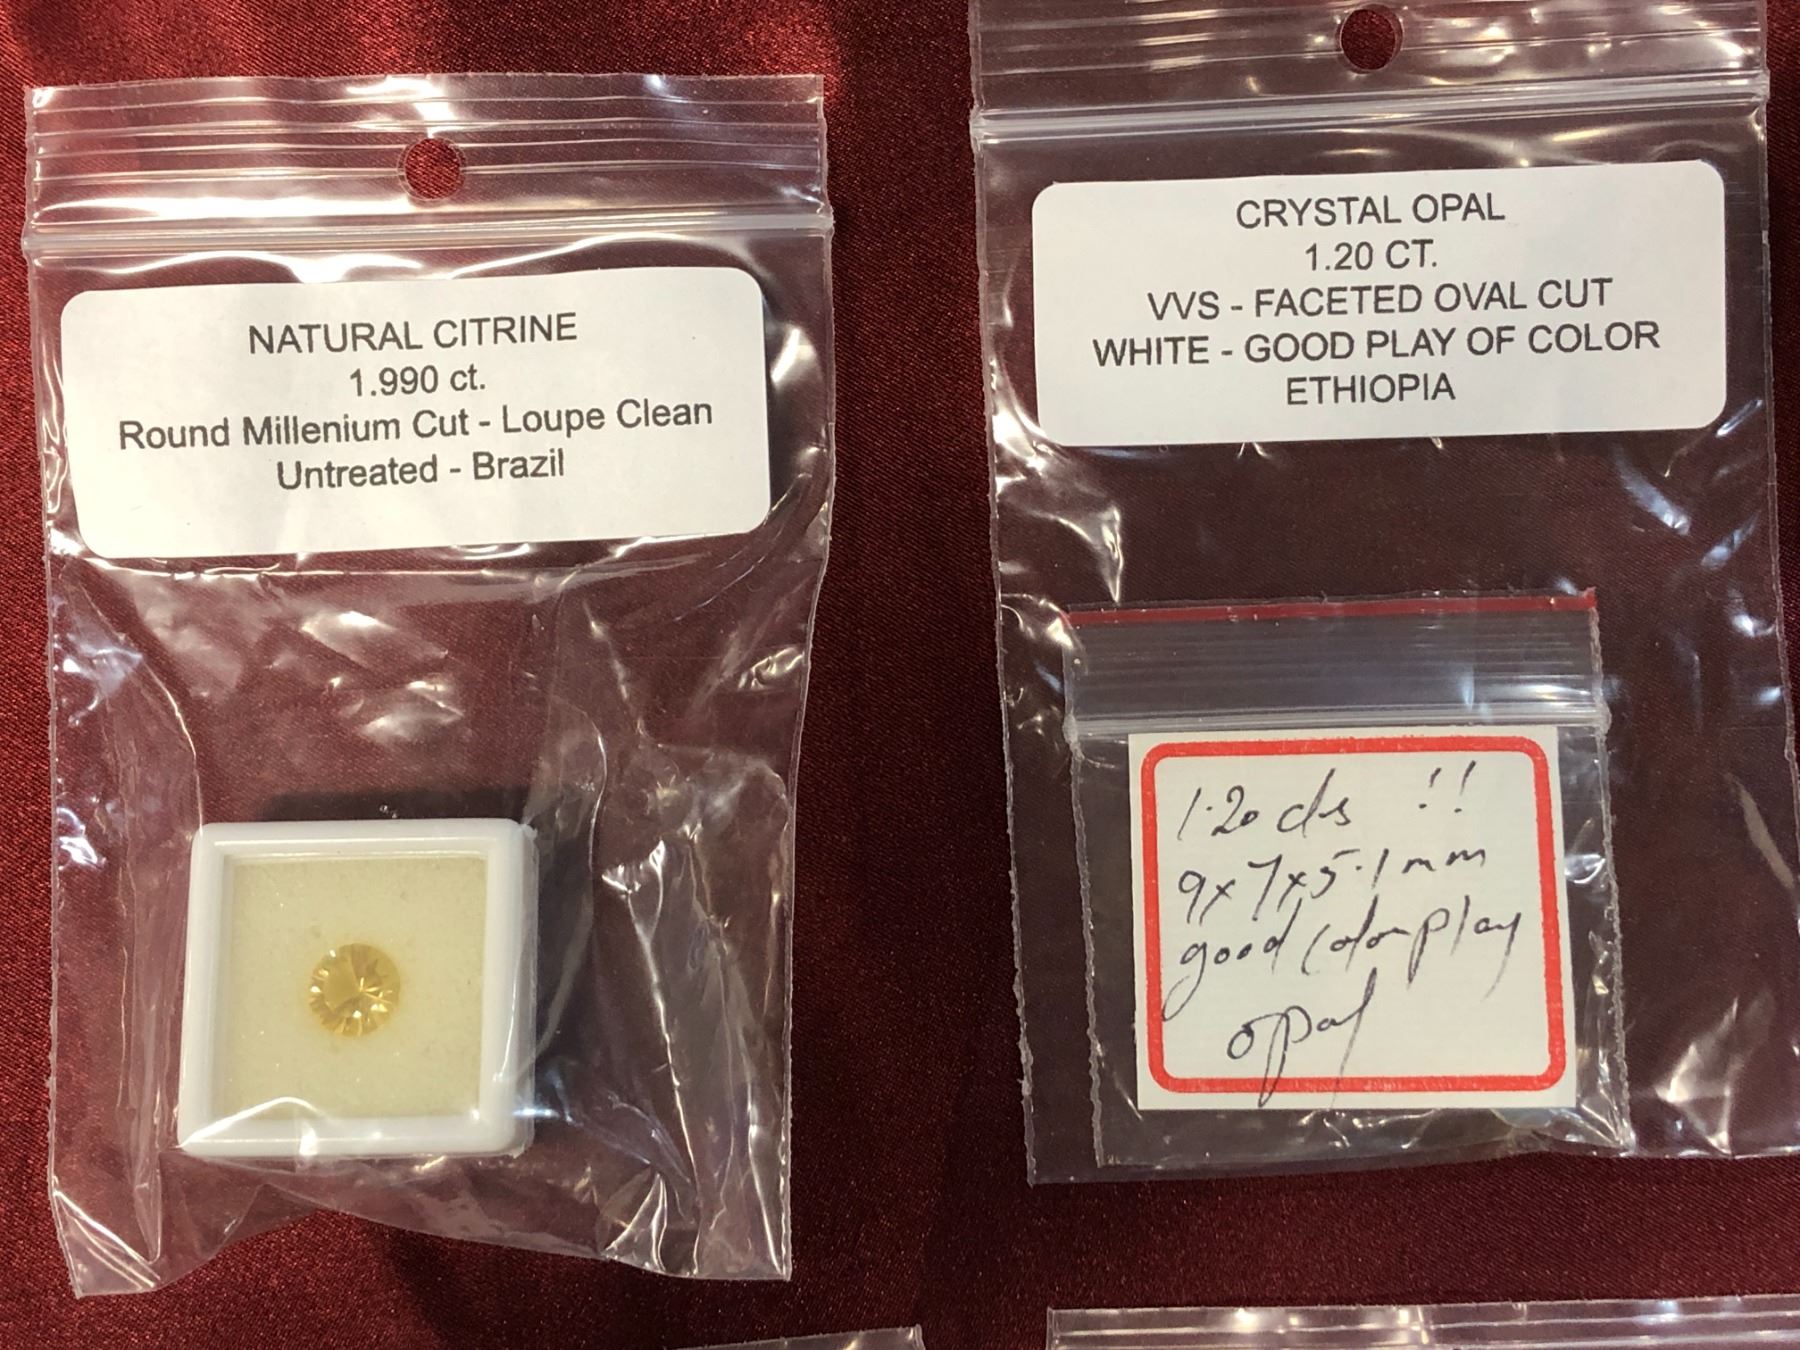 NATURAL CITRINE
1.990 ct.
Round Millenium Cut - Loupe Clean
Untreated - Brazil
CRYSTAL OPAL
1.20 CT.
VVS - FACETED OVAL CUT
WHITE - GOOD PLAY OF COLOR
ETHIOPIA
1.20 cts !!
9x7x5.1mm
good color play
opal